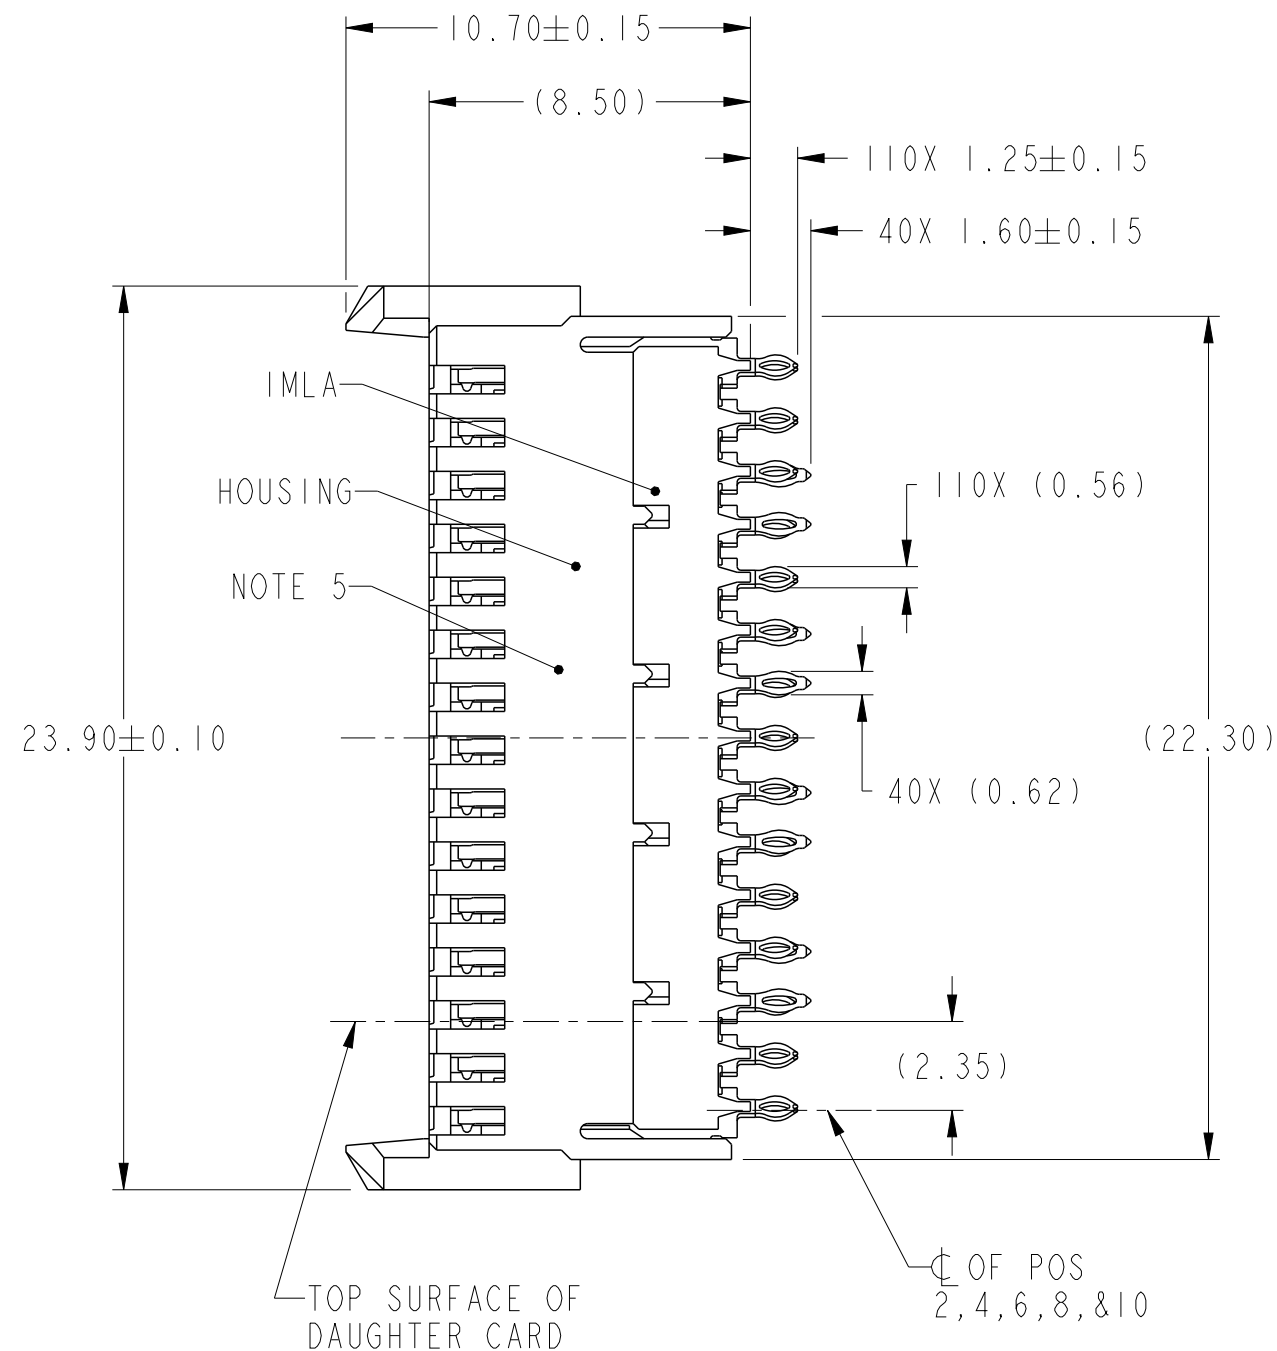 10.70±0.15
(8.50)
110X 1.25±0.15
40X 1.60±0.15
IMLA
HOUSING
110X (0.56)
NOTE 5
23.90±0.10
(22.30)
40X (0.62)
(2.35)
℄ OF POS
2,4,6,8,&10
TOP SURFACE OF
DAUGHTER CARD